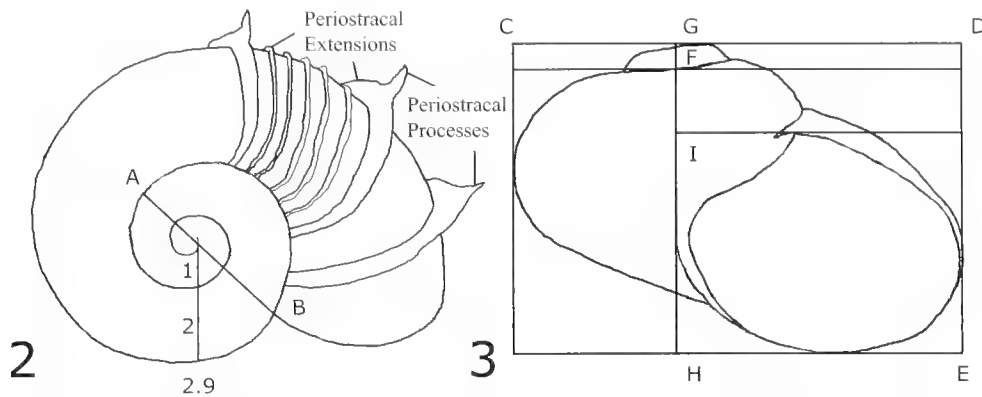 Periostracal
Extensions
Periostracal
Processes
A
1
B
2
2.9
2
C
G
D
F
I
H
E
3